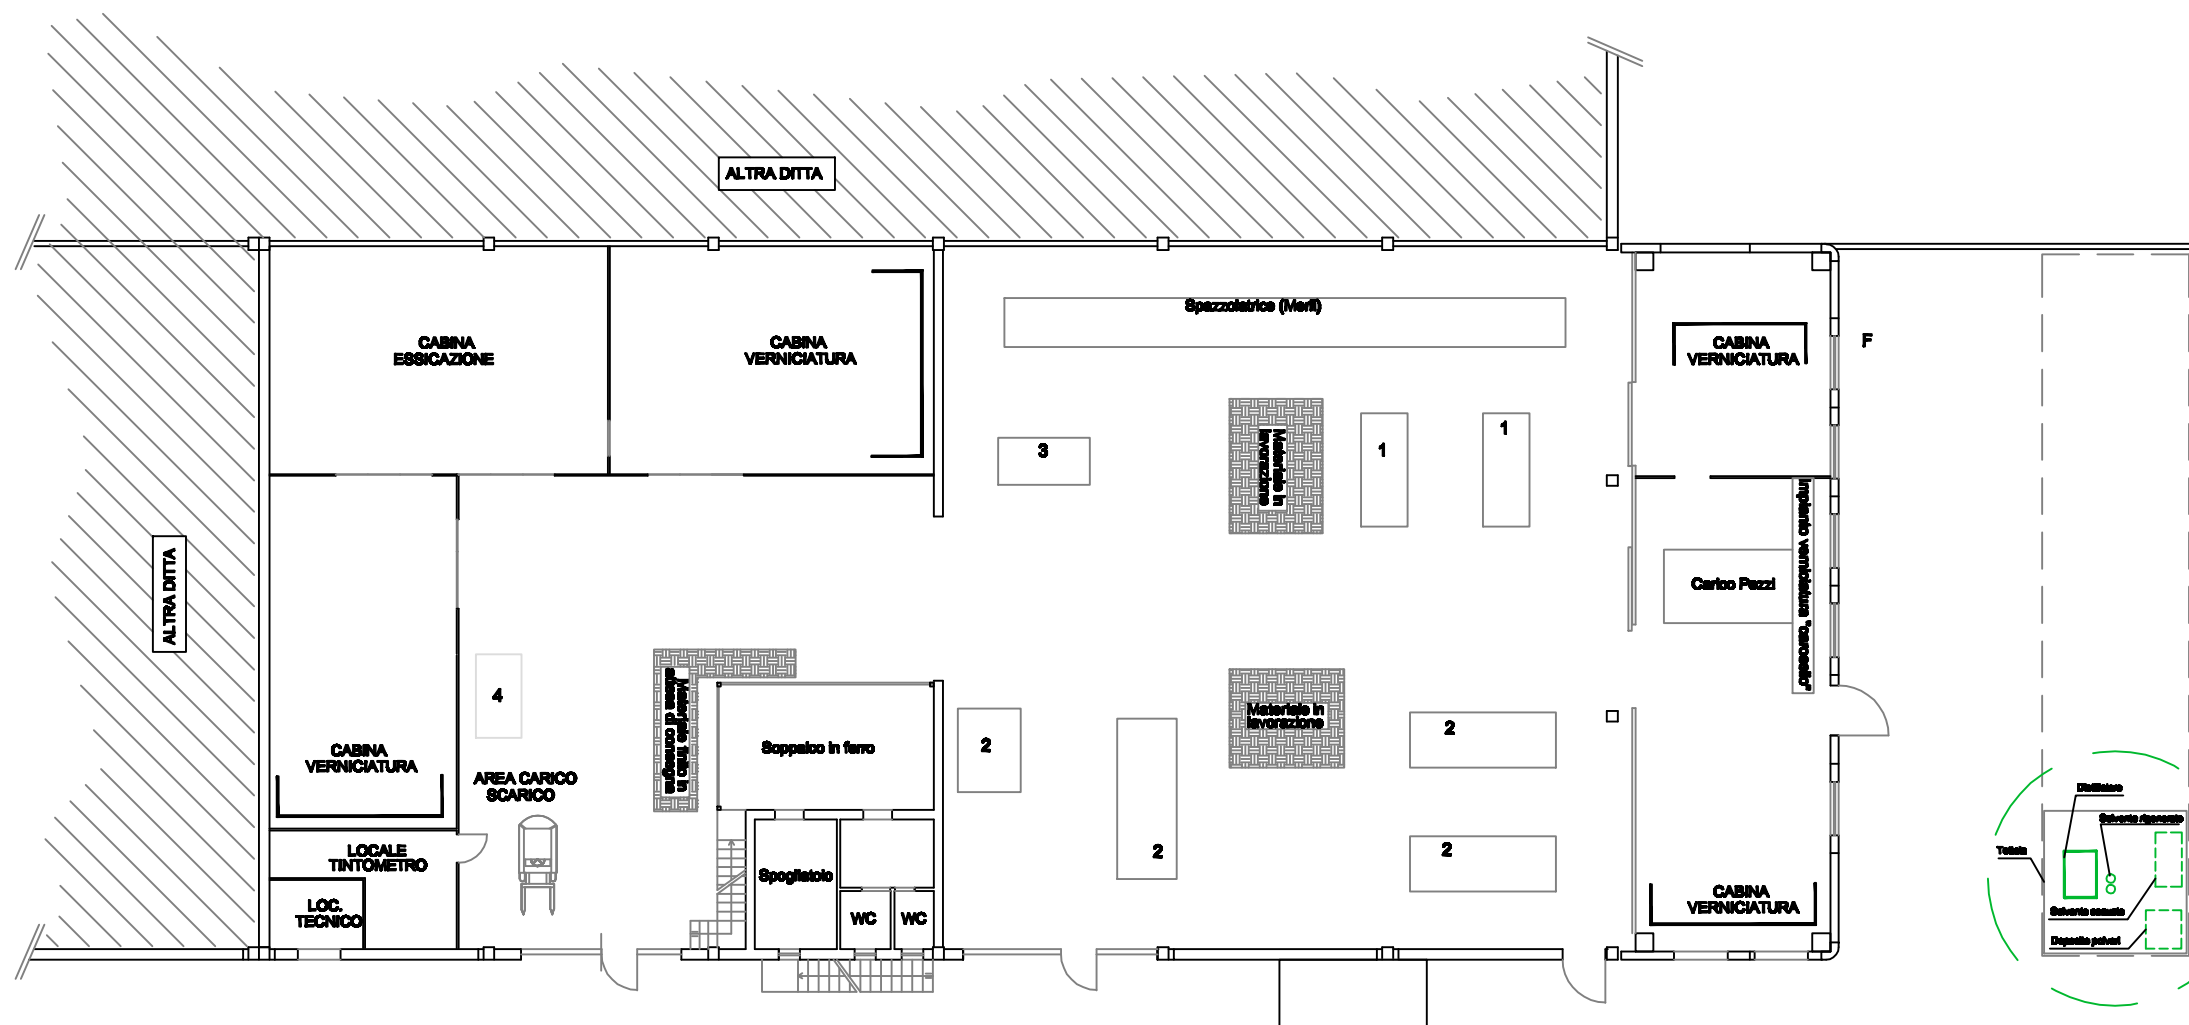 ALTRA DITTA
ALTRA DITTA
CABINA
ESSICAZIONE
CABINA
VERNICIATURA
Spazzolatrice (Merli)
CABINA
VERNICIATURA
F
3
Materiale in
lavorazione
1
1
Impianto verniciatura "carosello"
Carico Pezzi
4
Materiale finito in
attesa di consegna
Soppalco in ferro
2
2
Materiale in
lavorazione
2
2
CABINA
VERNICIATURA
AREA CARICO
SCARICO
LOCALE
TINTOMETRO
LOC.
TECNICO
Spogliatoio
WC
WC
CABINA
VERNICIATURA
Distillatore
Solvente rigenerato
Tettoia
Solvente esausto
Deposito polveri